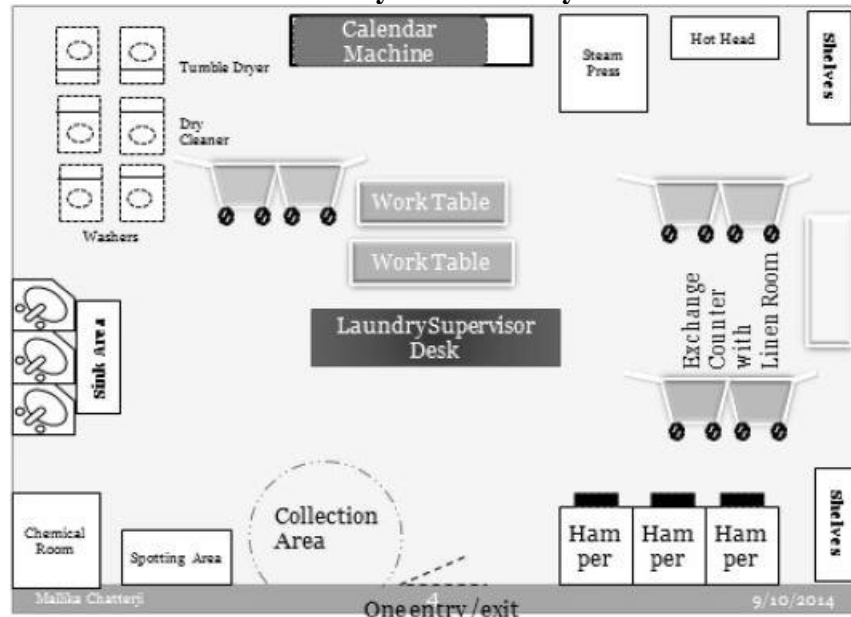 Calendar
Machine
Steam
Press
Hot Head
Shelves
Tumble Dryer
Dry
Cleaner
Work Table
Washers
Work Table
Exchange
Counter
with
Linen Room
Laundry Supervisor
Desk
Sink Area
Collection
Area
Chemical
Room
Spotting Area
Ham
per
Ham
per
Ham
per
Shelves
Mallika Chatterji
4
9/10/2014
One entry /exit